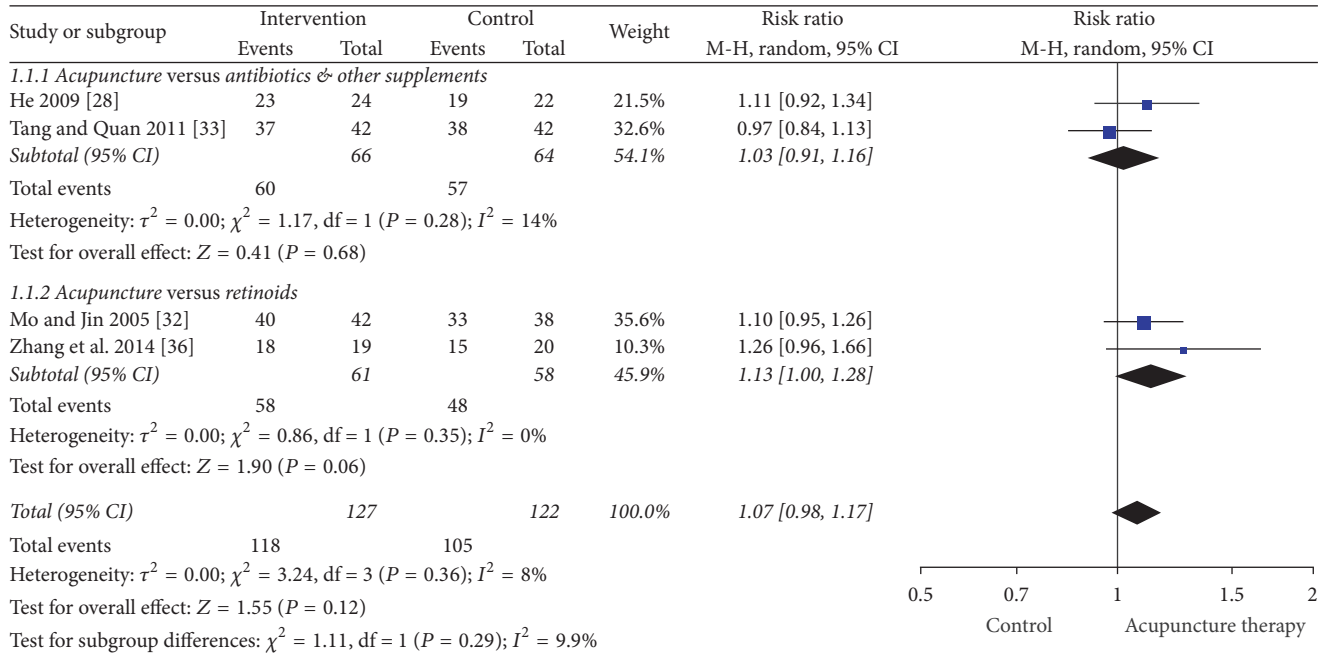 Study or subgroup Intervention Control Weight Risk ratio Risk ratio
Events Total Events Total M-H, random, 95% CI M-H, random, 95% CI
1.1.1 Acupuncture versus antibiotics & other supplements
He 2009 [28] 23 24 19 22 21.5% 1.11 [0.92, 1.34]
Tang and Quan 2011 [33] 37 42 38 42 32.6% 0.97 [0.84, 1.13]
Subtotal (95% CI) 66 64 54.1% 1.03 [0.91, 1.16]
Total events 60 57
Heterogeneity: τ² = 0.00; χ² = 1.17, df = 1 (P = 0.28); I² = 14%
Test for overall effect: Z = 0.41 (P = 0.68)
1.1.2 Acupuncture versus retinoids
Mo and Jin 2005 [32] 40 42 33 38 35.6% 1.10 [0.95, 1.26]
Zhang et al. 2014 [36] 18 19 15 20 10.3% 1.26 [0.96, 1.66]
Subtotal (95% CI) 61 58 45.9% 1.13 [1.00, 1.28]
Total events 58 48
Heterogeneity: τ² = 0.00; χ² = 0.86, df = 1 (P = 0.35); I² = 0%
Test for overall effect: Z = 1.90 (P = 0.06)
Total (95% CI) 127 122 100.0% 1.07 [0.98, 1.17]
Total events 118 105
Heterogeneity: τ² = 0.00; χ² = 3.24, df = 3 (P = 0.36); I² = 8%
Test for overall effect: Z = 1.55 (P = 0.12)
Test for subgroup differences: χ² = 1.11, df = 1 (P = 0.29); I² = 9.9%
0.5 0.7 1 1.5 2
Control Acupuncture therapy